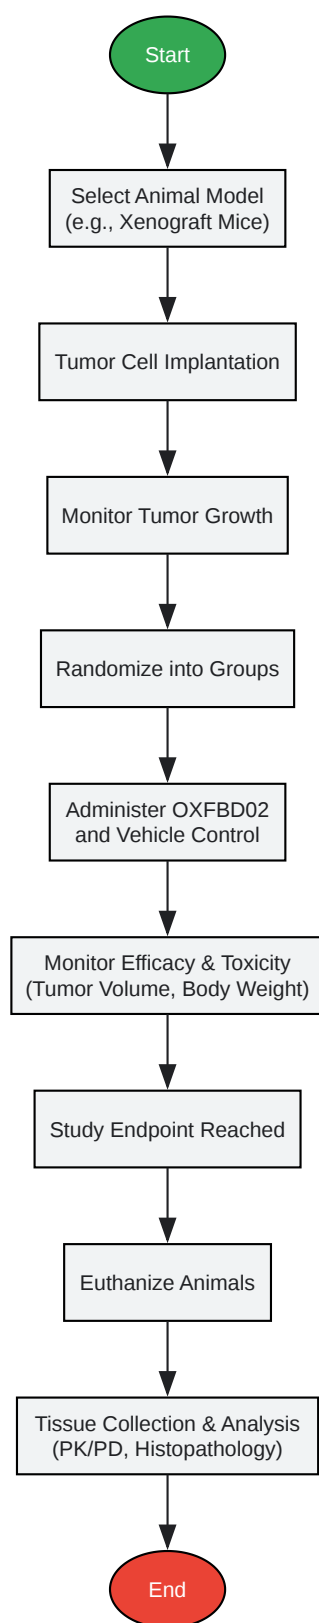 Start
Select Animal Model
(e.g., Xenograft Mice)
Tumor Cell Implantation
Monitor Tumor Growth
Randomize into Groups
Administer OXFBD02
and Vehicle Control
Monitor Efficacy & Toxicity
(Tumor Volume, Body Weight)
Study Endpoint Reached
Euthanize Animals
Tissue Collection & Analysis
(PK/PD, Histopathology)
End